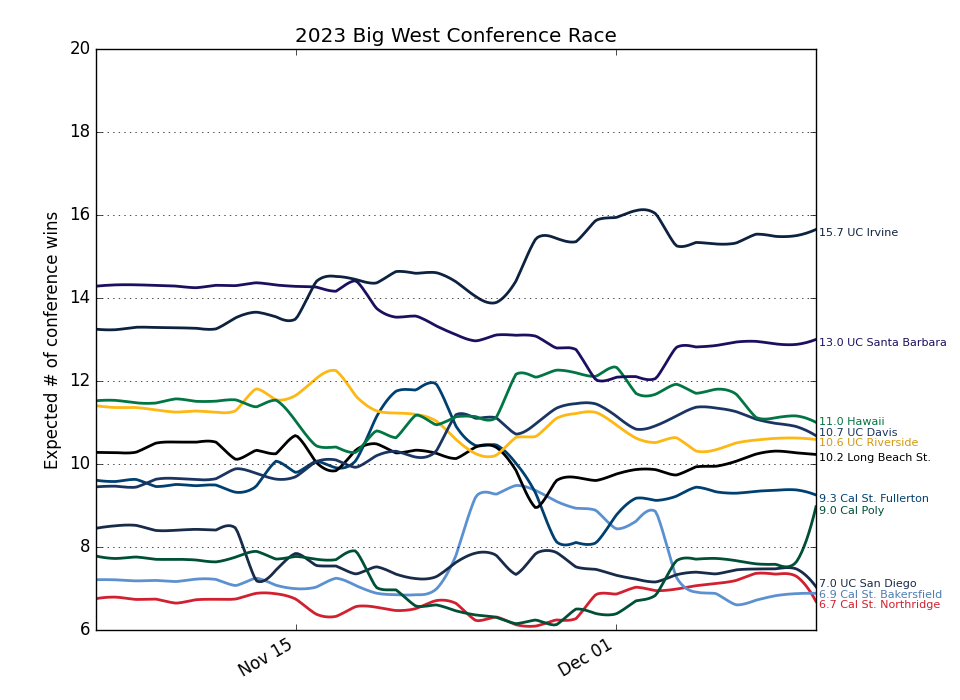 2023 Big West Conference Race
Expected # of conference wins
20
18
16
14
12
10
8
6
Nov 15
Dec 01
15.7 UC Irvine
13.0 UC Santa Barbara
11.0 Hawaii
10.7 UC Davis
10.6 UC Riverside
10.2 Long Beach St.
9.3 Cal St. Fullerton
9.0 Cal Poly
7.0 UC San Diego
6.9 Cal St. Bakersfield
6.7 Cal St. Northridge